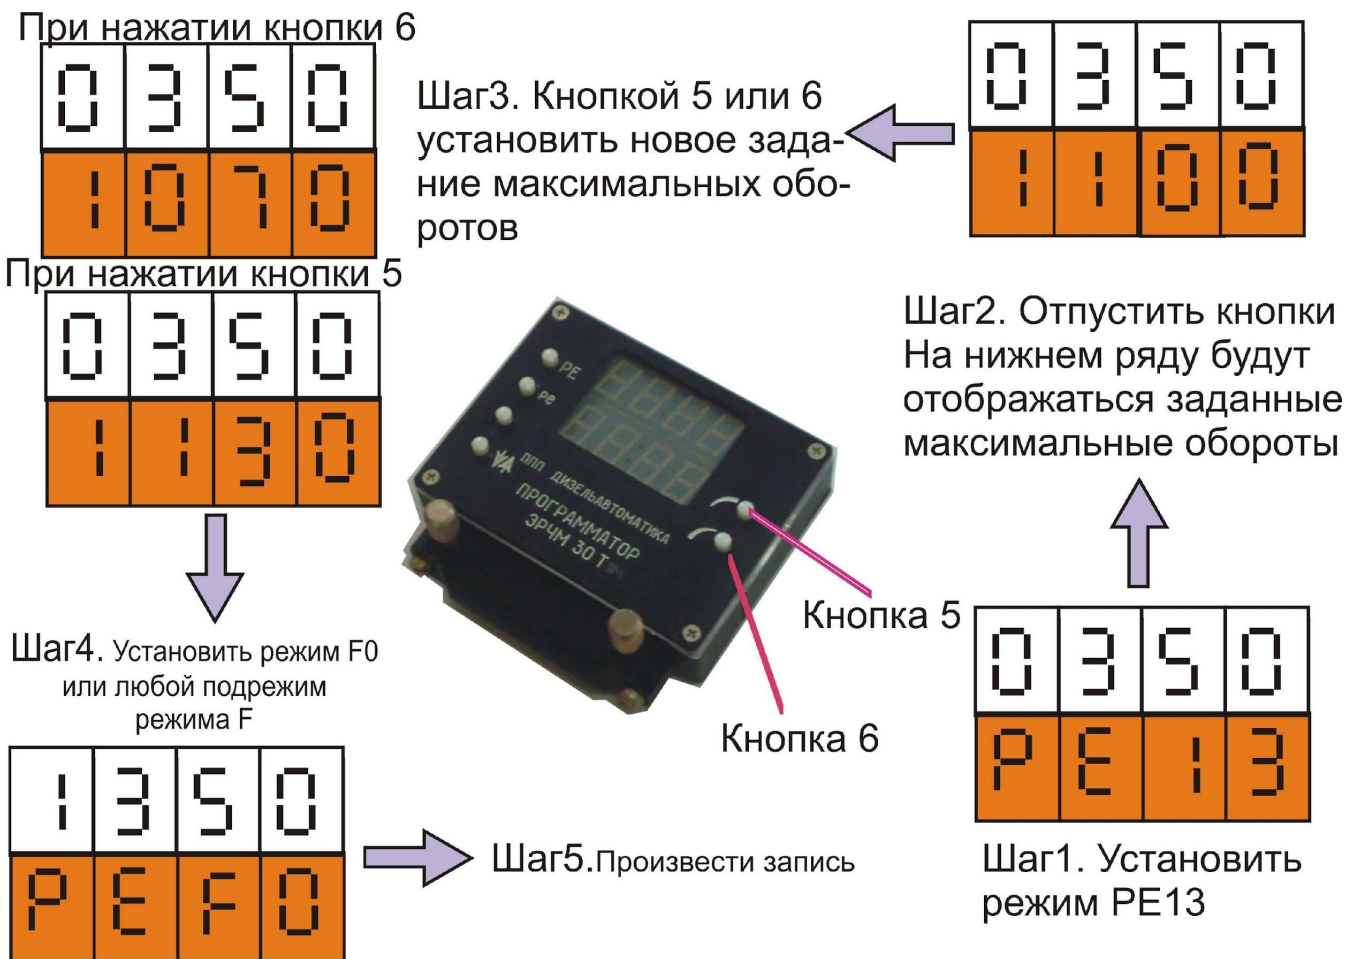 При нажатии кнопки 6
0350
1070
При нажатии кнопки 5
0350
1130
Шаг3. Кнопкой 5 или 6
установить новое зада-
ние максимальных обо-
ротов
0350
1100
Шаг2. Отпустить кнопки
На нижнем ряду будут
отображаться заданные
максимальные обороты
PE
РВ
ППП ДИЗЕЛЬАВТОМАТИКА
ПРОГРАММАТОР
ЭРЧМ 30 Т
Кнопка 5
Кнопка 6
Шаг4. Установить режим F0
или любой подрежим
режима F
1350
PEF0
Шаг5.Произвести запись
0350
PE13
Шаг1. Установить
режим РЕ13